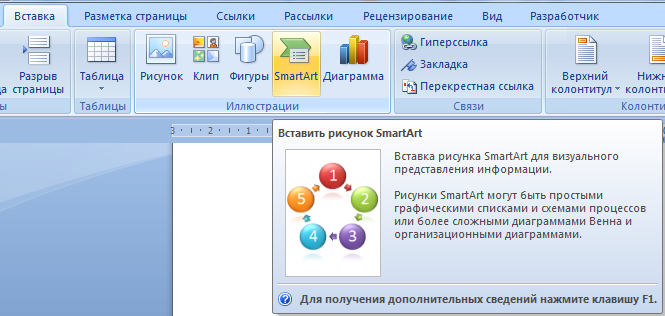 Вставка Разметка страницы Ссылки Рассылки Рецензирование Вид Разработчик
Разрыв страницы
Таблица
Рисунок Клип Фигуры SmartArt Диаграмма
Гиперссылка
Закладка
Перекрестная ссылка
Верхний колонтитул
Таблицы Иллюстрации Связи
3 2 1
Вставить рисунок SmartArt
1
5 2
4 3
Вставка рисунка SmartArt для визуального
представления информации.
Рисунки SmartArt могут быть простыми
графическими списками и схемами процессов
или более сложными диаграммами Венна и
организационными диаграммами.
Для получения дополнительных сведений нажмите клавишу F1.